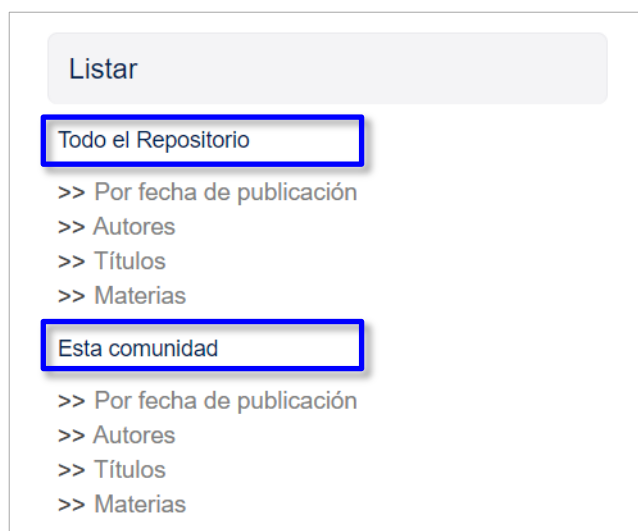 Listar
Todo el Repositorio
>> Por fecha de publicación
>> Autores
>> Títulos
>> Materias
Esta comunidad
>> Por fecha de publicación
>> Autores
>> Títulos
>> Materias